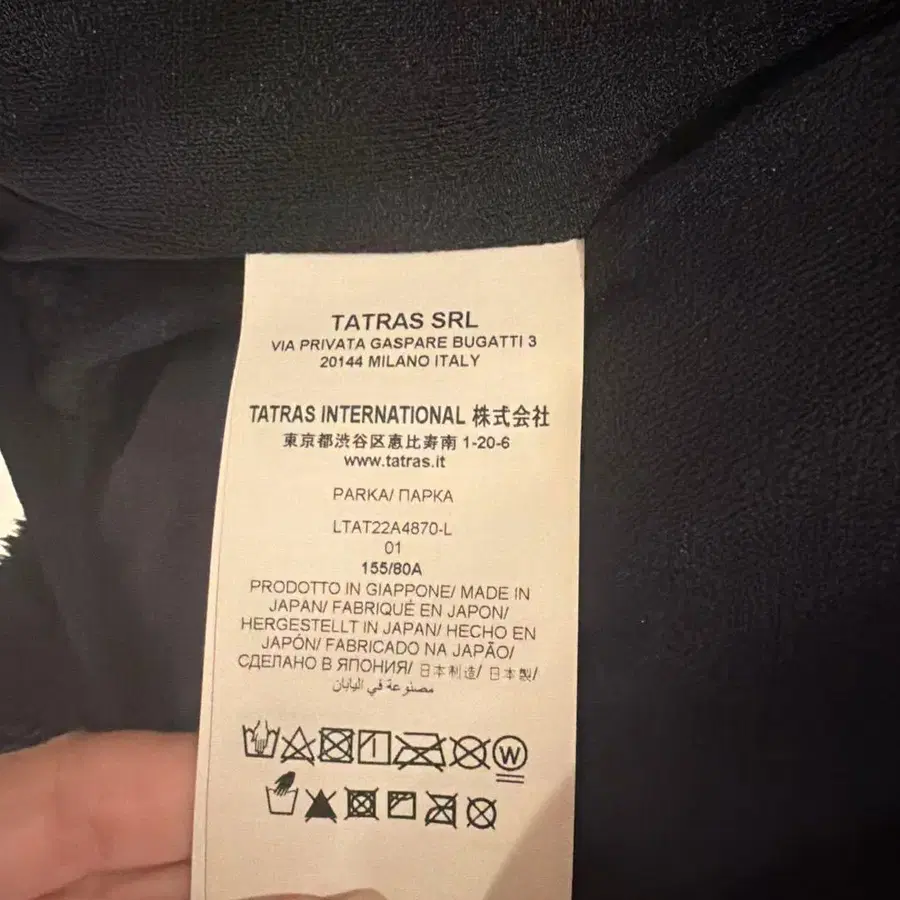 TATRAS SRL
VIA PRIVATA GASPARE BUGATTI 3
20144 MILANO ITALY
TATRAS INTERNATIONAL 株式会社
東京都渋谷区恵比寿南 1-20-6
www.tatras.it
PARKA/ ПАРКА
LTAT22A4870-L
01
155/80A
PRODOTTO IN GIAPPONE/ MADE IN
JAPAN/ FABRIQUÉ EN JAPON/
HERGESTELLT IN JAPAN/ HECHO EN
JAPÓN/ FABRICADO NA JAPÃO/
СДЕЛАНО В ЯПОНИЯ/ 日本制造/ 日本製/
مصنوعة في اليابان
W